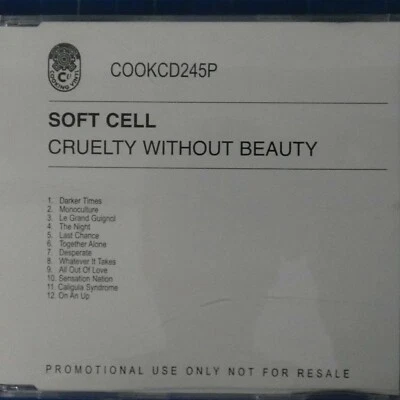 COOKING VINYL
COOKCD245P
SOFT CELL
CRUELTY WITHOUT BEAUTY
1. Darker Times
2. Monoculture
3. Le Grand Guignol
4. The Night
5. Last Chance
6. Together Alone
7. Desperate
8. Whatever It Takes
9. All Out Of Love
10. Sensation Nation
11. Caligula Syndrome
12. On An Up
PROMOTIONAL USE ONLY NOT FOR RESALE